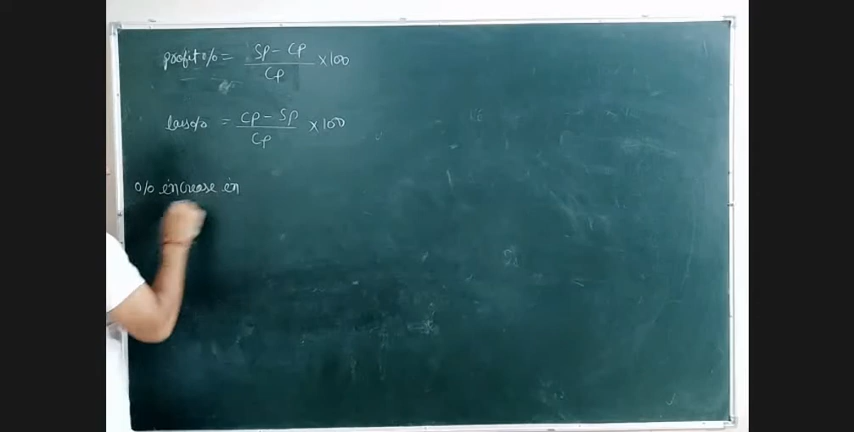 profit% = SP - CP / CP × 100
loss% = CP - SP / CP × 100
% increase in